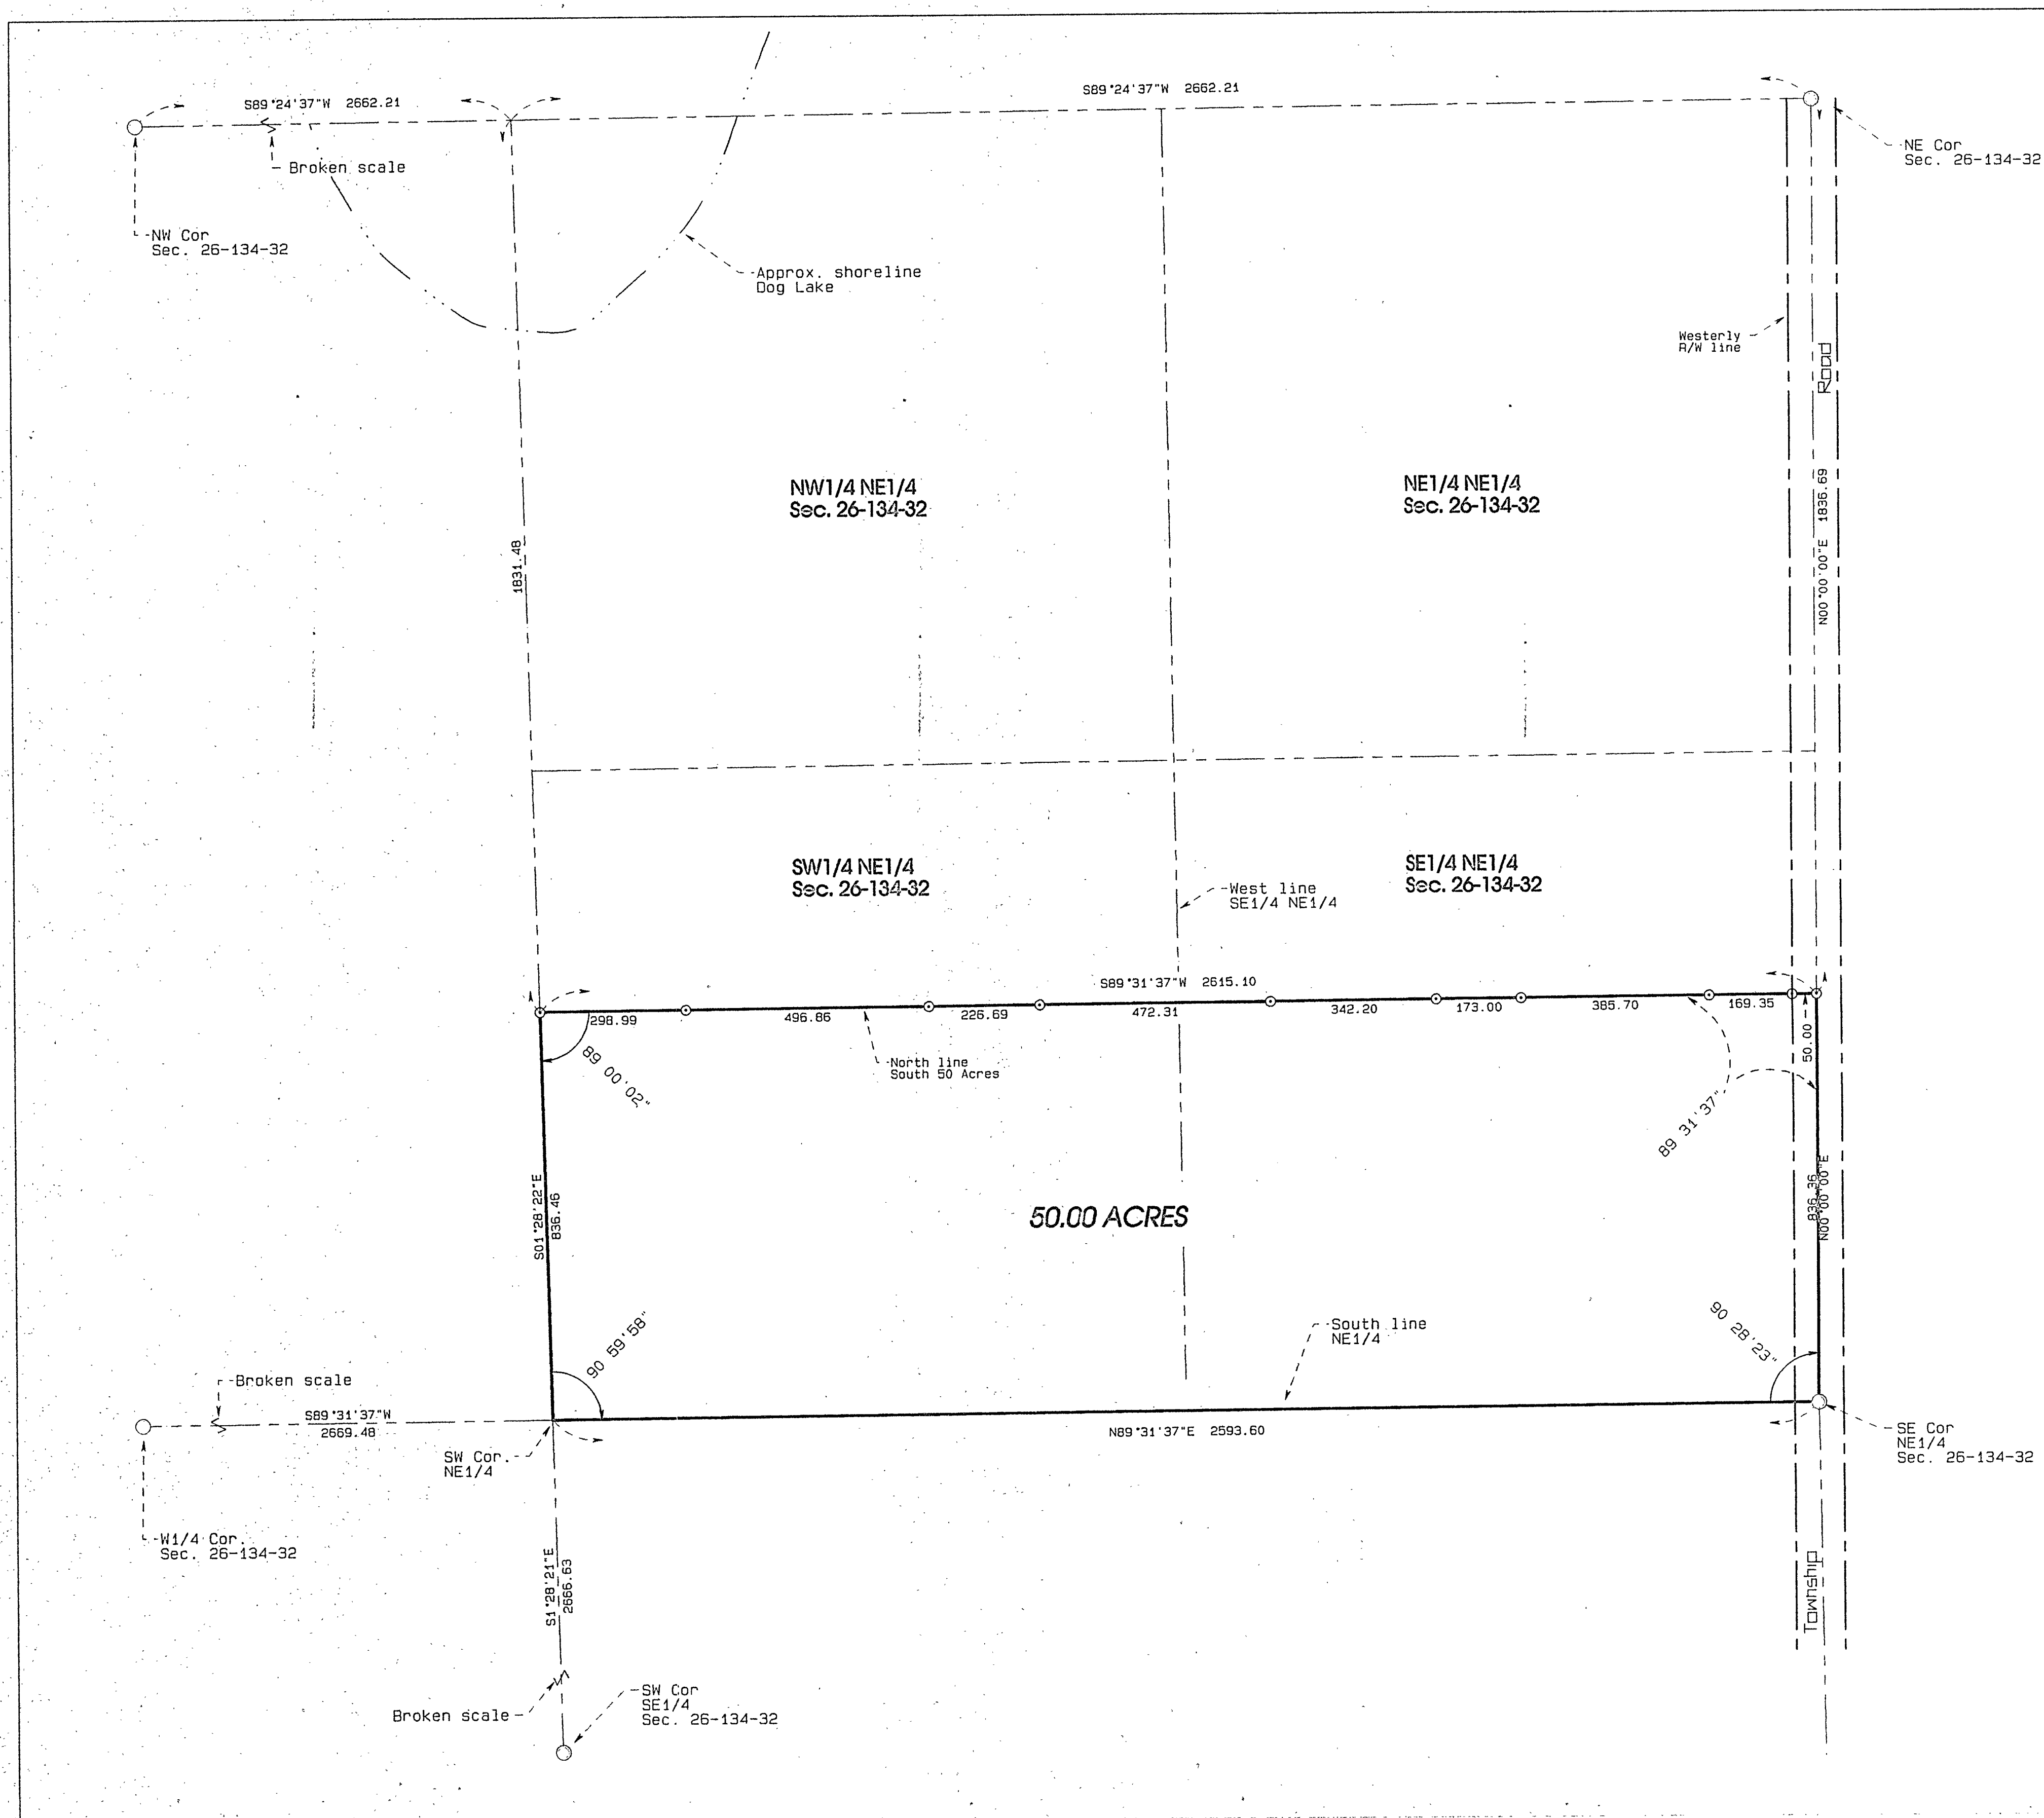 S89°24'37"W 2662.21
S89°24'37"W 2662.21
Broken scale
NE Cor
Sec. 26-134-32
NW Cor
Sec. 26-134-32
Approx. shoreline
Dog Lake
Westerly
R/W line
Road
NW1/4 NE1/4
Sec. 26-134-32
NE1/4 NE1/4
Sec. 26-134-32
1831.48
N00°00'00"E 1836.69
SW1/4 NE1/4
Sec. 26-134-32
SE1/4 NE1/4
Sec. 26-134-32
West line
SE1/4 NE1/4
S89°31'37"W 2615.10
298.99
496.86
226.69
472.31
342.20
173.00
385.70
169.35
50.00
North line
South 50 Acres
89 00'02"
89 31'37"
S01°28'22"E
836.46
50.00 ACRES
836.36
N00°00'00"E
90 59'58"
90 28'23"
South line
NE1/4
Broken scale
S89°31'37"W
2669.48
N89°31'37"E 2593.60
SW Cor.
NE1/4
SE Cor
NE1/4
Sec. 26-134-32
W1/4 Cor.
Sec. 26-134-32
S1°28'21"E
2666.63
Township
Broken scale
SW Cor
SE1/4
Sec. 26-134-32